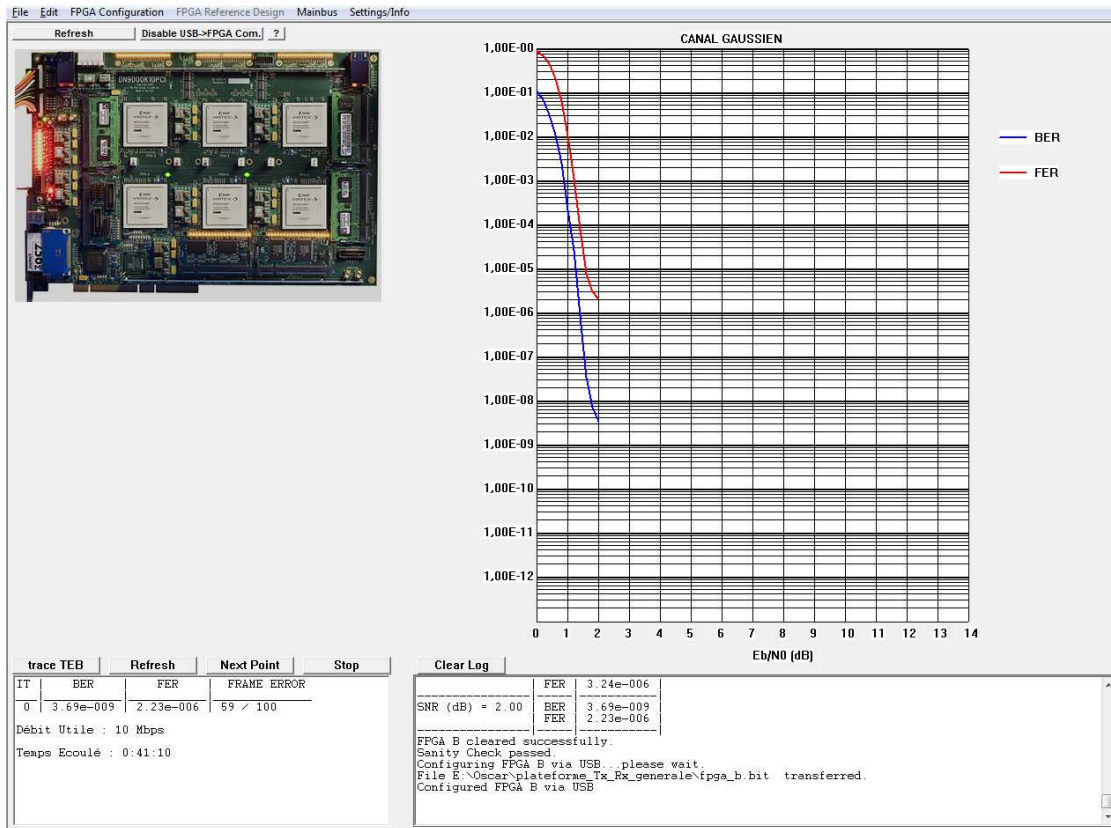 File Edit FPGA Configuration FPGA Reference Design Mainbus Settings/Info
Refresh Disable USB->FPGA Com. ?
DN9000K10PCI
CANAL GAUSSIEN
1,00E-00
1,00E-01
1,00E-02
1,00E-03
1,00E-04
1,00E-05
1,00E-06
1,00E-07
1,00E-08
1,00E-09
1,00E-10
1,00E-11
1,00E-12
0 1 2 3 4 5 6 7 8 9 10 11 12 13 14
Eb/N0 (dB)
BER
FER
trace TEB Refresh Next Point Stop
IT | BER | FER | FRAME ERROR
0 | 3.69e-009 | 2.23e-006 | 59 / 100
Débit Utile : 10 Mbps
Temps Ecoulé : 0:41:10
Clear Log
| FER | 3.24e-006 |
SNR (dB) = 2.00 | BER | 3.69e-009 |
| FER | 2.23e-006 |
FPGA B cleared successfully.
Sanity Check passed.
Configuring FPGA B via USB...please wait.
File E:\Oscar\plateforme_Tx_Rx_generale\fpga_b.bit transferred.
Configured FPGA B via USB